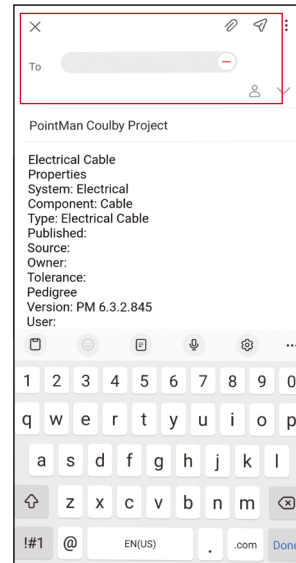 To
PointMan Coulby Project
Electrical Cable
Properties
System: Electrical
Component: Cable
Type: Electrical Cable
Published:
Source:
Owner:
Tolerance:
Pedigree
Version: PM 6.3.2.845
User:
1 2 3 4 5 6 7 8 9 0
q w e r t y u i o p
a s d f g h j k l
z x c v b n m
!#1 @ EN(US) . .com Done